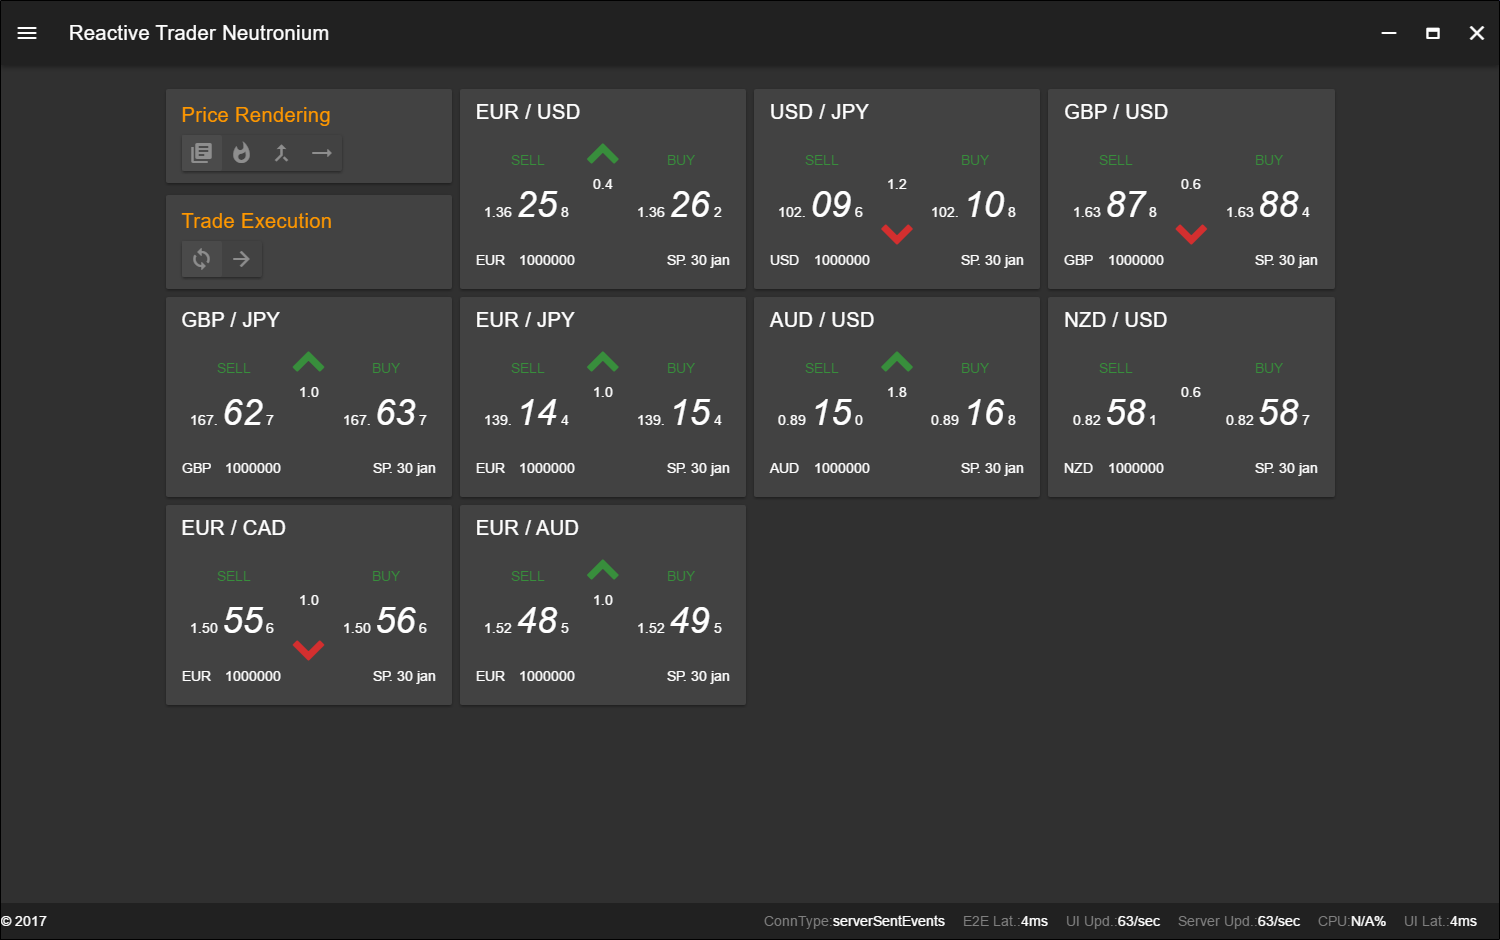 Reactive Trader Neutronium
Price Rendering
Trade Execution
EUR / USD
SELL BUY
0.4
1.36 25 8 1.36 26 2
EUR 1000000 SP. 30 jan
USD / JPY
SELL BUY
1.2
102. 09 6 102. 10 8
USD 1000000 SP. 30 jan
GBP / USD
SELL BUY
0.6
1.63 87 8 1.63 88 4
GBP 1000000 SP. 30 jan
GBP / JPY
SELL BUY
1.0
167. 62 7 167. 63 7
GBP 1000000 SP. 30 jan
EUR / JPY
SELL BUY
1.0
139. 14 4 139. 15 4
EUR 1000000 SP. 30 jan
AUD / USD
SELL BUY
1.8
0.89 15 0 0.89 16 8
AUD 1000000 SP. 30 jan
NZD / USD
SELL BUY
0.6
0.82 58 1 0.82 58 7
NZD 1000000 SP. 30 jan
EUR / CAD
SELL BUY
1.0
1.50 55 6 1.50 56 6
EUR 1000000 SP. 30 jan
EUR / AUD
SELL BUY
1.0
1.52 48 5 1.52 49 5
EUR 1000000 SP. 30 jan
© 2017 ConnType:serverSentEvents E2E Lat.:4ms UI Upd.:63/sec Server Upd.:63/sec CPU:N/A% UI Lat.:4ms